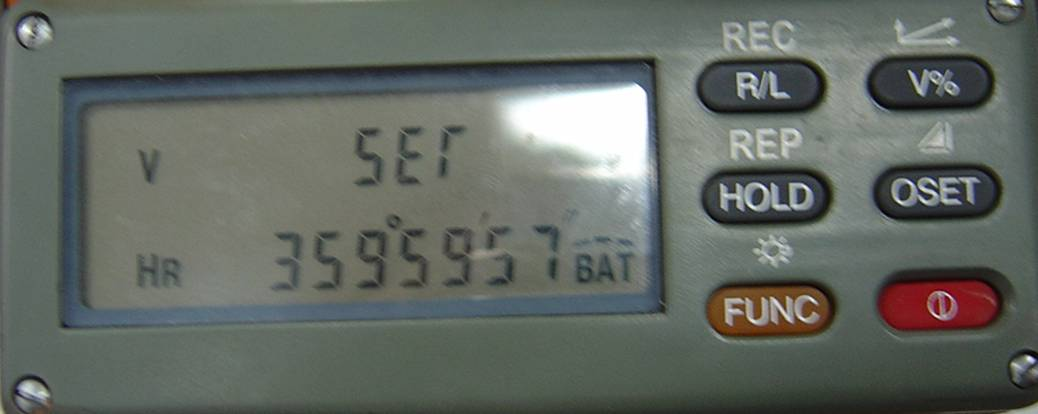 REC
R/L V%
V SET
REP
HOLD OSET
HR 359°59'57" BAT
FUNC